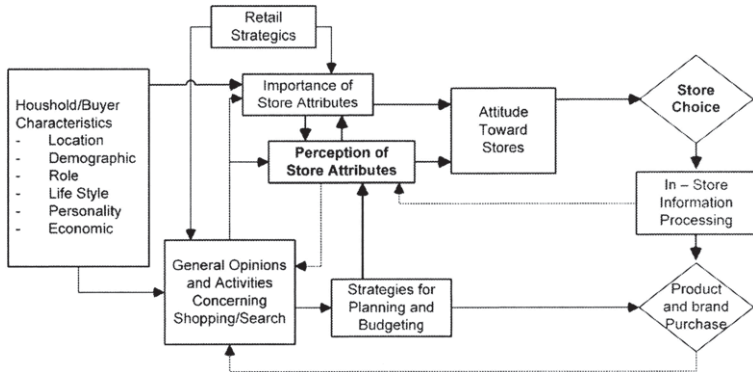 Retail
Strategics
Houshold/Buyer
Characteristics
- Location
- Demographic
- Role
- Life Style
- Personality
- Economic
Importance of
Store Attributes
Perception of
Store Attributes
Attitude
Toward
Stores
Store
Choice
In – Store
Information
Processing
General Opinions
and Activities
Concerning
Shopping/Search
Strategies for
Planning and
Budgeting
Product
and brand
Purchase